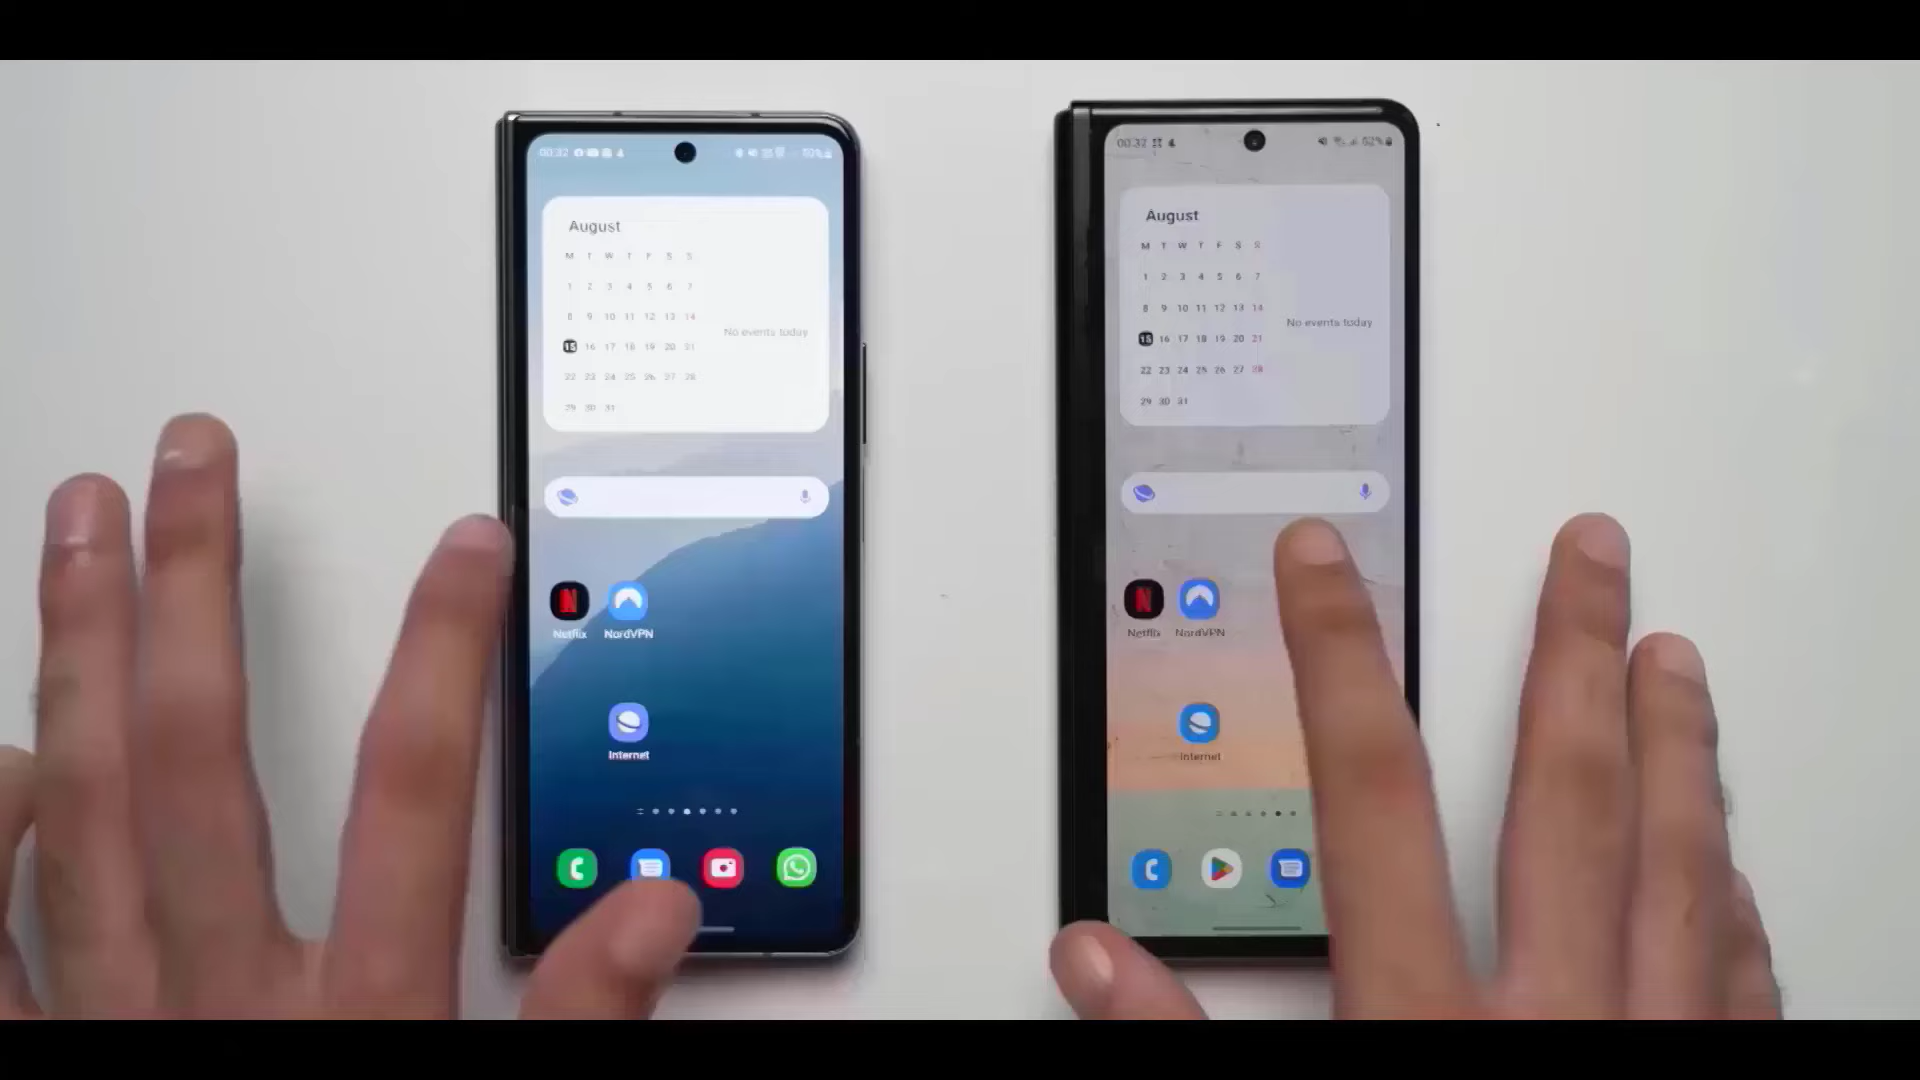 00:32
August
M T W T F S S
1 2 3 4 5 6 7
8 9 10 11 12 13 14
15 16 17 18 19 20 21
22 23 24 25 26 27 28
29 30 31
No events today
Netflix
NordVPN
Internet
00:32
52%
August
M T W T F S S
1 2 3 4 5 6 7
8 9 10 11 12 13 14
15 16 17 18 19 20 21
22 23 24 25 26 27 28
29 30 31
No events today
Netflix
NordVPN
Internet